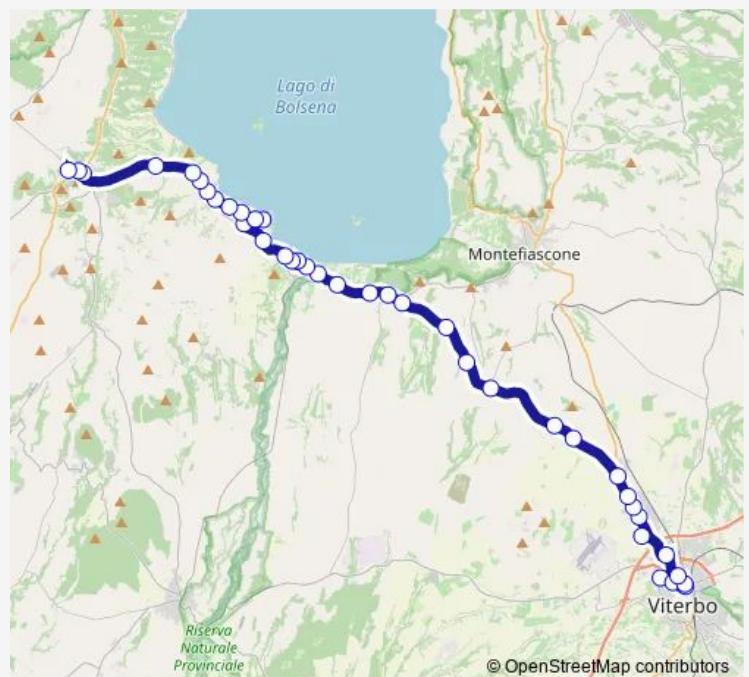 Lago di
Bolsena
Montefiascone
Viterbo
Riserva
Naturale
Provinciale
© OpenStreetMap contributors